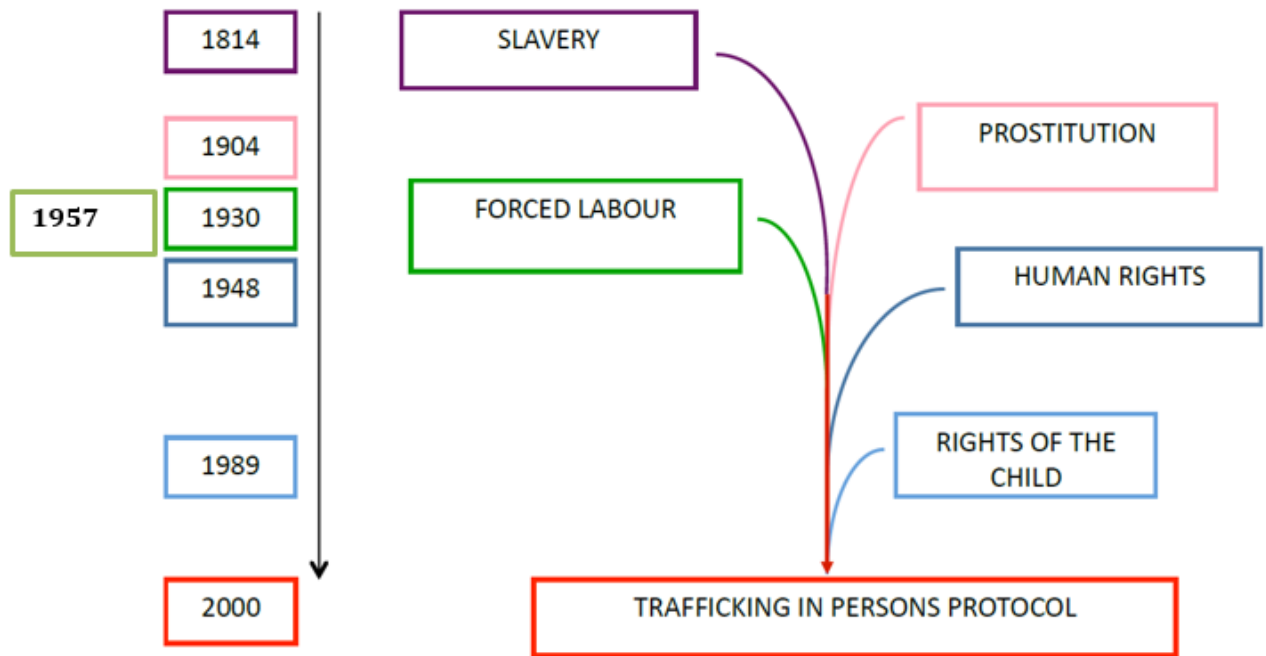 1814
SLAVERY
1904
PROSTITUTION
1957
1930
FORCED LABOUR
1948
HUMAN RIGHTS
1989
RIGHTS OF THE
CHILD
2000
TRAFFICKING IN PERSONS PROTOCOL